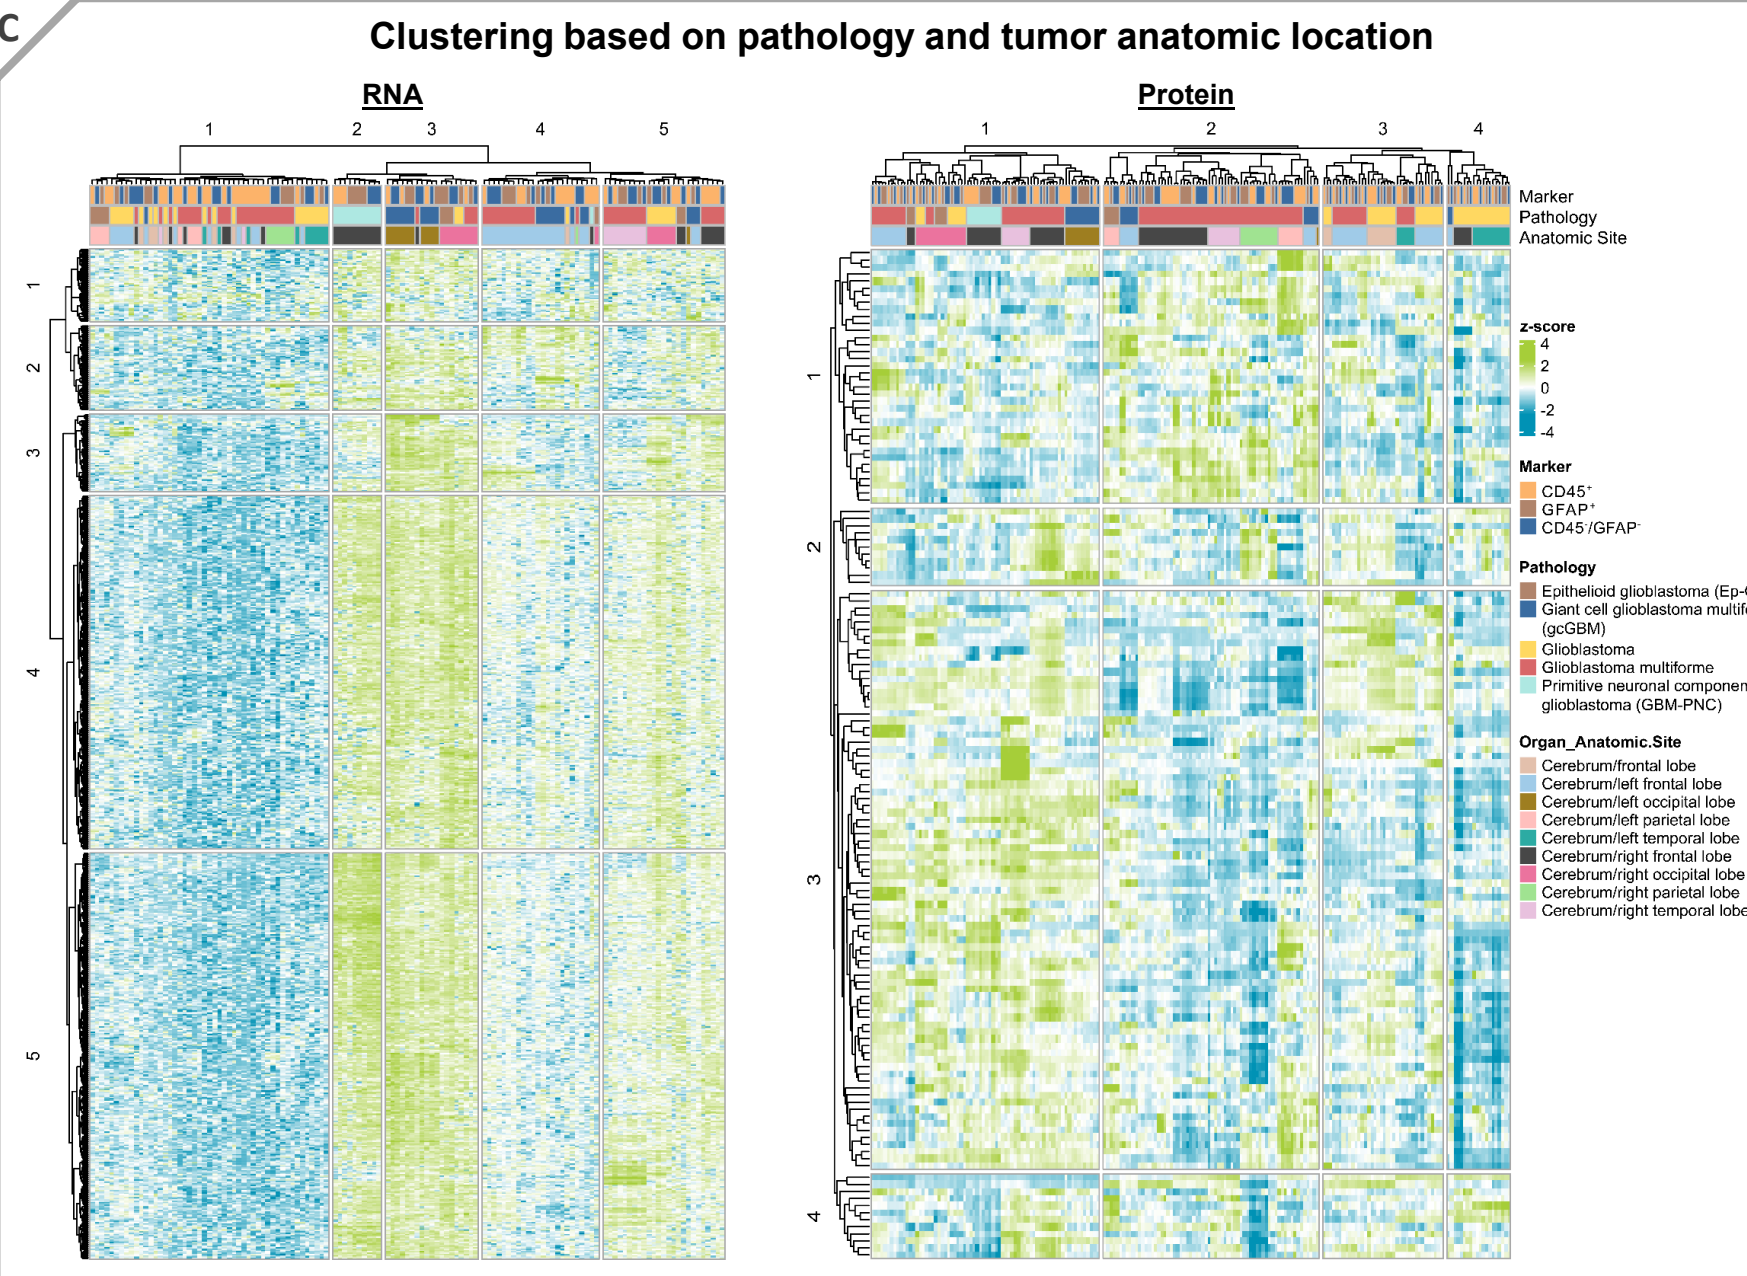 C
Clustering based on pathology and tumor anatomic location
RNA
Protein
1 2 3 4 5
1 2 3 4
Marker
Pathology
Anatomic Site
1
2
3
4
5
1
2
3
4
z-score
4
2
0
-2
-4
Marker
CD45⁺
GFAP⁺
CD45⁻/GFAP⁻
Pathology
Epithelioid glioblastoma (Ep-
Giant cell glioblastoma multif
(gcGBM)
Glioblastoma
Glioblastoma multiforme
Primitive neuronal componen
glioblastoma (GBM-PNC)
Organ_Anatomic.Site
Cerebrum/frontal lobe
Cerebrum/left frontal lobe
Cerebrum/left occipital lobe
Cerebrum/left parietal lobe
Cerebrum/left temporal lobe
Cerebrum/right frontal lobe
Cerebrum/right occipital lobe
Cerebrum/right parietal lobe
Cerebrum/right temporal lobe